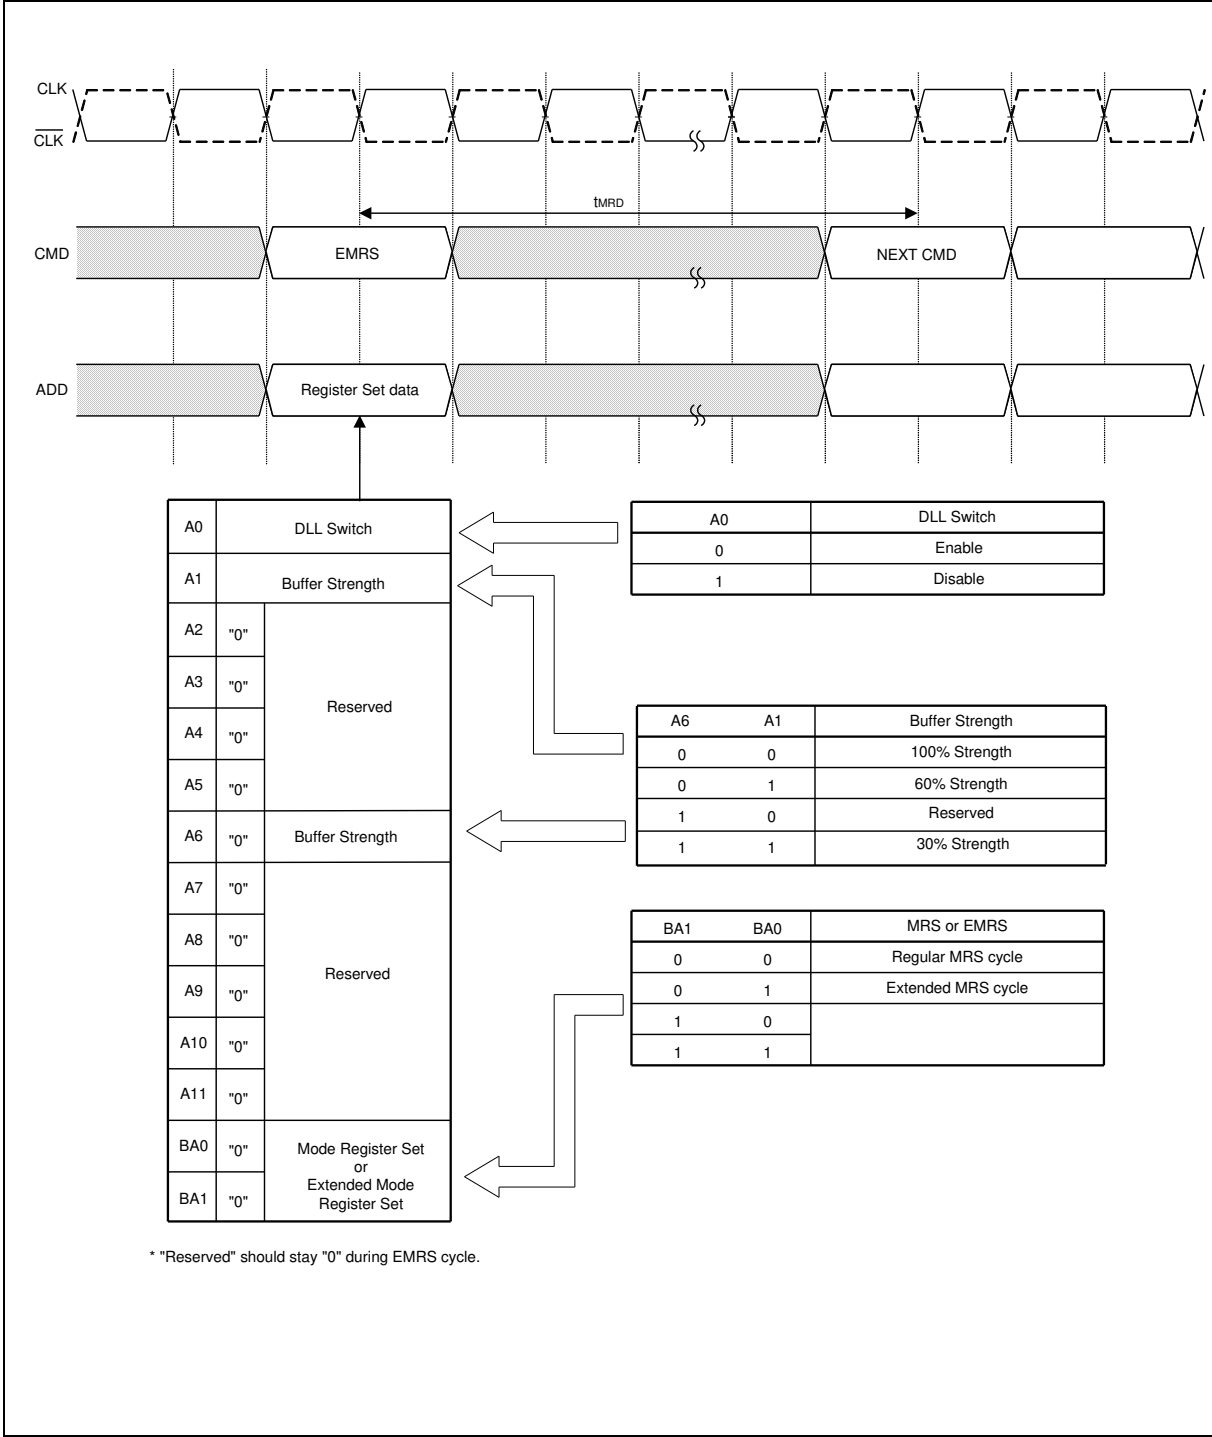 CLK
CLK
tMRD
CMD
EMRS
NEXT CMD
ADD
Register Set data
A0 DLL Switch
A1 Buffer Strength
A2 "0"
A3 "0"
Reserved
A4 "0"
A5 "0"
A6 "0" Buffer Strength
A7 "0"
A8 "0"
Reserved
A9 "0"
A10 "0"
A11 "0"
BA0 "0"
BA1 "0"
Mode Register Set
or
Extended Mode
Register Set
A0 DLL Switch
0 Enable
1 Disable
A6 A1 Buffer Strength
0 0 100% Strength
0 1 60% Strength
1 0 Reserved
1 1 30% Strength
BA1 BA0 MRS or EMRS
0 0 Regular MRS cycle
0 1 Extended MRS cycle
1 0
1 1
* "Reserved" should stay "0" during EMRS cycle.